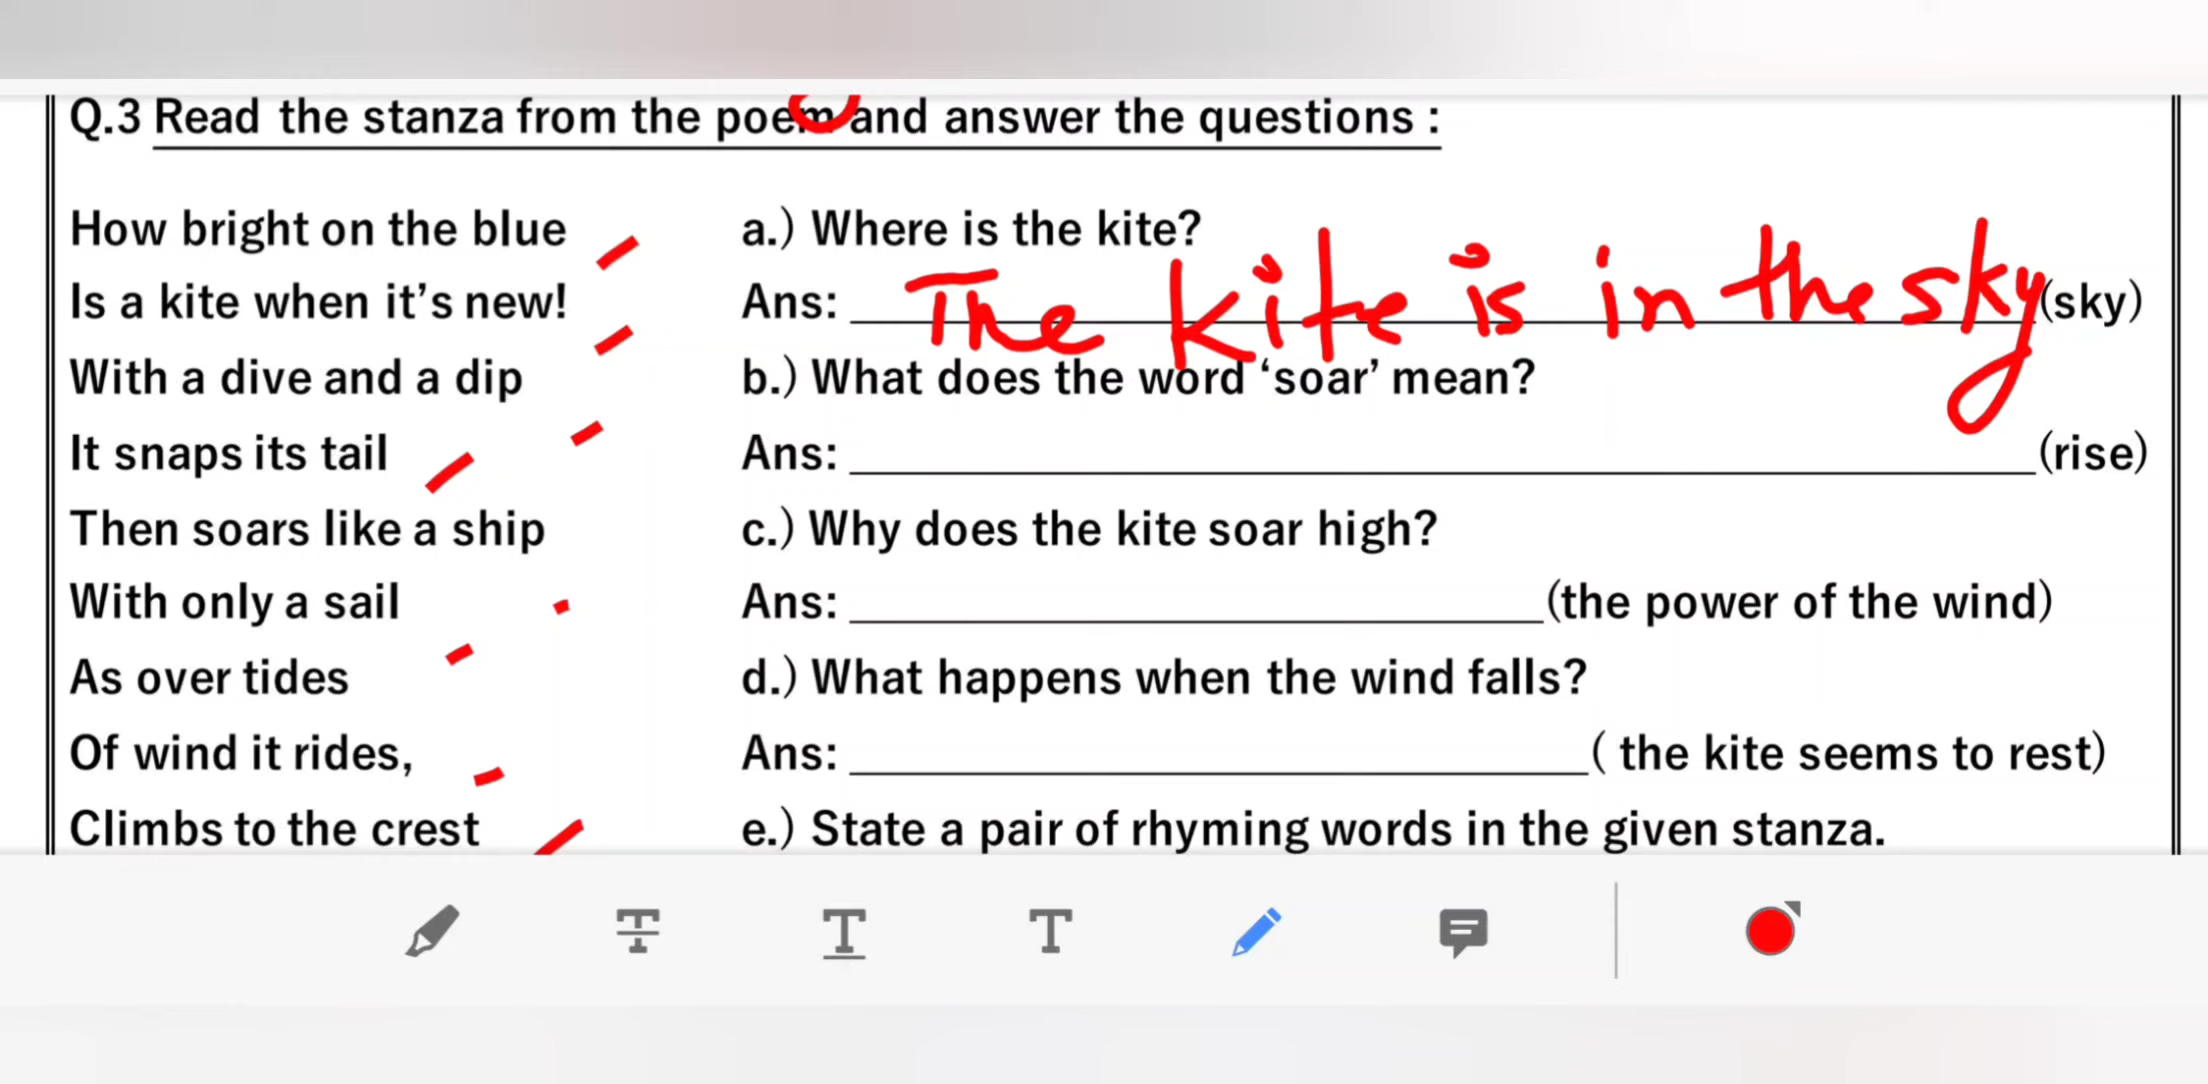 Q.3 Read the stanza from the poem and answer the questions :
How bright on the blue
Is a kite when it's new!
With a dive and a dip
It snaps its tail
Then soars like a ship
With only a sail
As over tides
Of wind it rides,
Climbs to the crest
a.) Where is the kite?
Ans: The kite is in the sky (sky)
b.) What does the word 'soar' mean?
Ans: (rise)
c.) Why does the kite soar high?
Ans: (the power of the wind)
d.) What happens when the wind falls?
Ans: ( the kite seems to rest)
e.) State a pair of rhyming words in the given stanza.